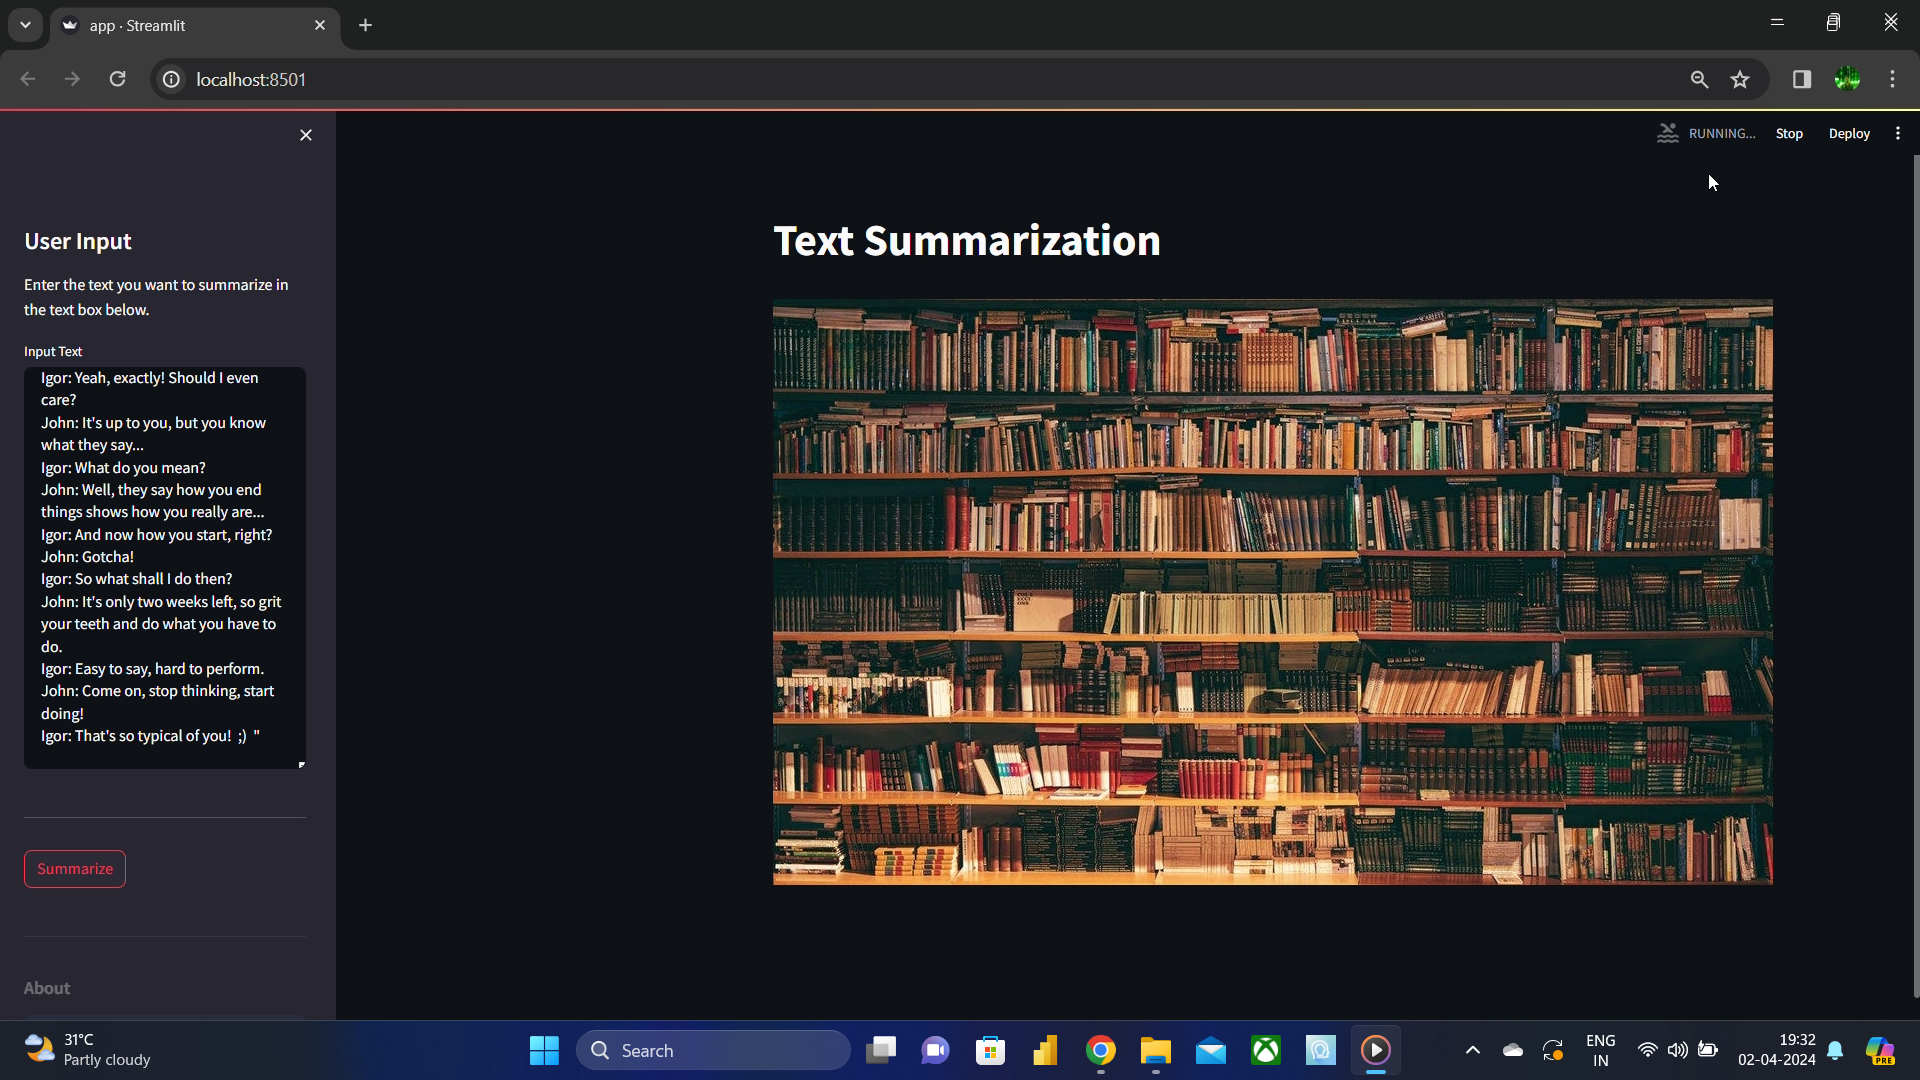 app · Streamlit
localhost:8501
RUNNING...
Stop
Deploy
User Input
Enter the text you want to summarize in
the text box below.
Input Text
Igor: Yeah, exactly! Should I even
care?
John: It's up to you, but you know
what they say...
Igor: What do you mean?
John: Well, they say how you end
things shows how you really are...
Igor: And now how you start, right?
John: Gotcha!
Igor: So what shall I do then?
John: It's only two weeks left, so grit
your teeth and do what you have to
do.
Igor: Easy to say, hard to perform.
John: Come on, stop thinking, start
doing!
Igor: That's so typical of you! ;) "
Summarize
About
Text Summarization
31°C
Partly cloudy
Search
ENG
IN
19:32
02-04-2024
PRE